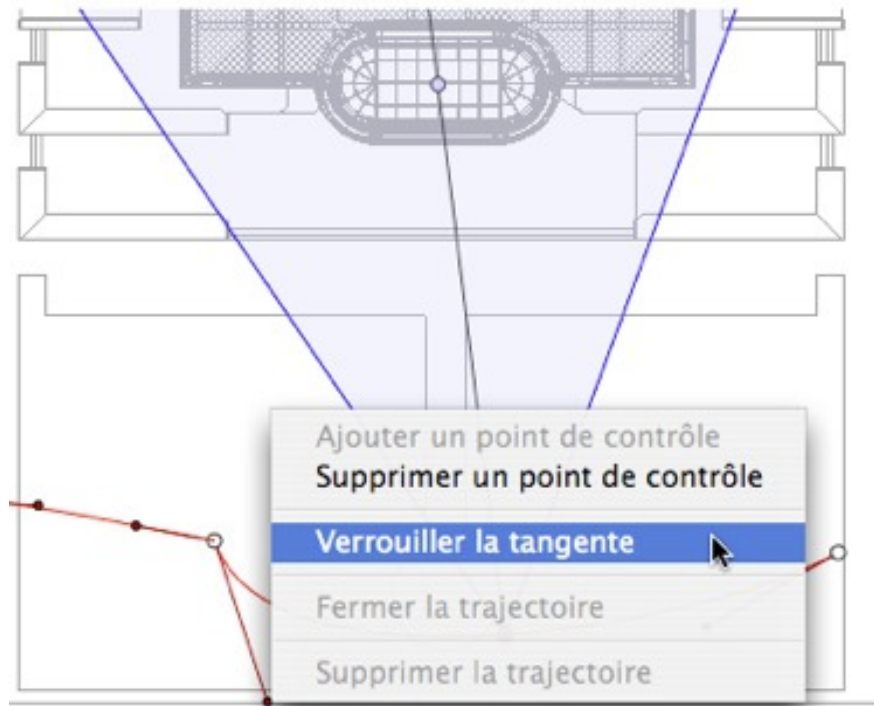 Ajouter un point de contrôle
Supprimer un point de contrôle
Verrouiller la tangente
Fermer la trajectoire
Supprimer la trajectoire